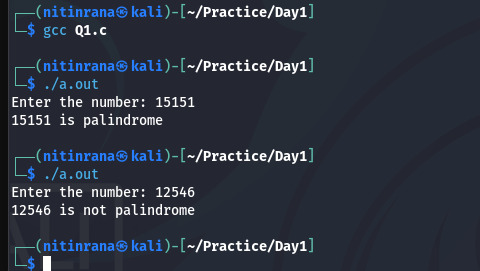 ┌──(nitinrana㉿kali)-[~/Practice/Day1]
└─$ gcc Q1.c
┌──(nitinrana㉿kali)-[~/Practice/Day1]
└─$ ./a.out
Enter the number: 15151
15151 is palindrome
┌──(nitinrana㉿kali)-[~/Practice/Day1]
└─$ ./a.out
Enter the number: 12546
12546 is not palindrome
┌──(nitinrana㉿kali)-[~/Practice/Day1]
└─$